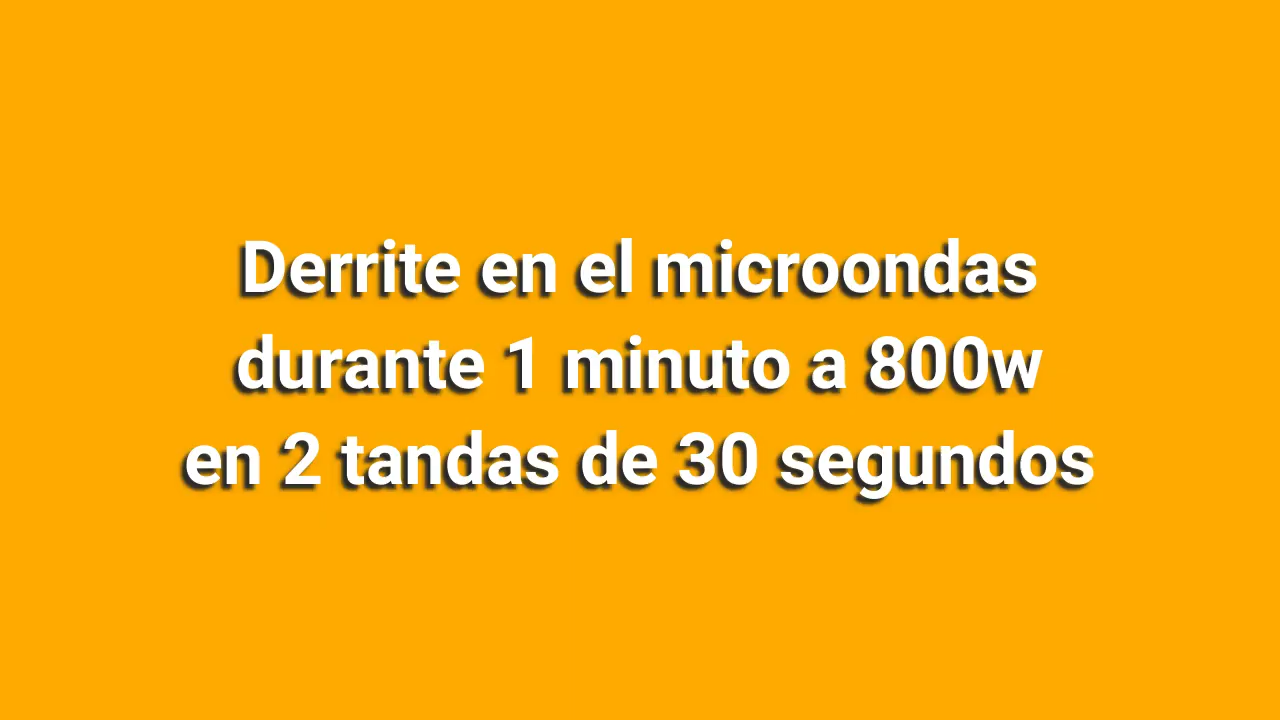 Derrite en el microondas
durante 1 minuto a 800w
en 2 tandas de 30 segundos